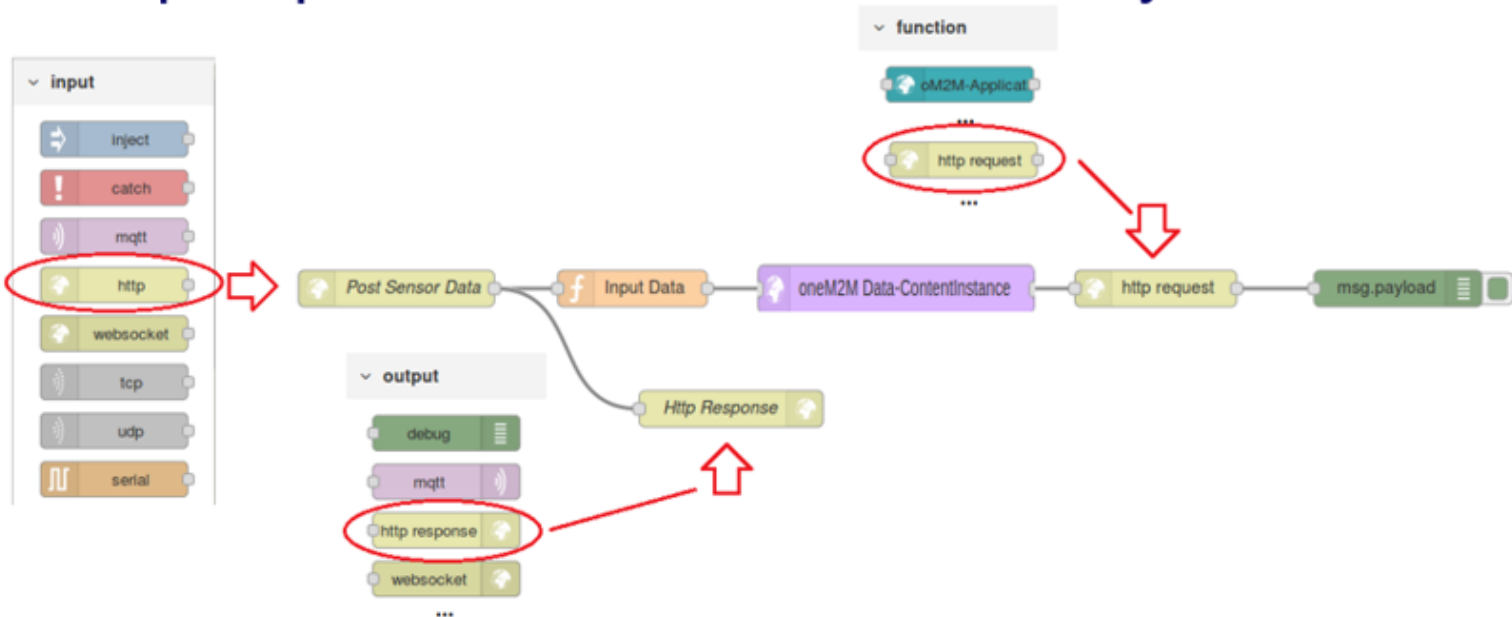 function
input
oM2M-Applicat
inject
...
catch
http request
...
mqtt
http
Post Sensor Data
Input Data
oneM2M Data-ContentInstance
http request
msg.payload
websocket
tcp
output
Http Response
udp
debug
serial
mqtt
http response
websocket
...